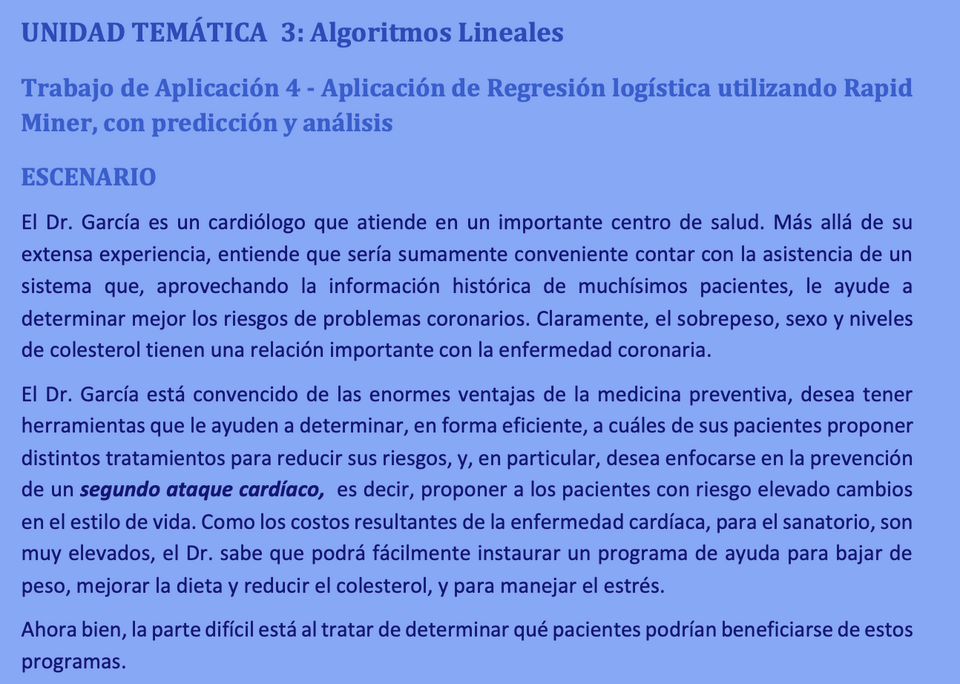 UNIDAD TEMÁTICA 3: Algoritmos Lineales
Trabajo de Aplicación 4 - Aplicación de Regresión logística utilizando Rapid
Miner, con predicción y análisis
ESCENARIO
El Dr. García es un cardiólogo que atiende en un importante centro de salud. Más allá de su
extensa experiencia, entiende que sería sumamente conveniente contar con la asistencia de un
sistema que, aprovechando la información histórica de muchísimos pacientes, le ayude a
determinar mejor los riesgos de problemas coronarios. Claramente, el sobrepeso, sexo y niveles
de colesterol tienen una relación importante con la enfermedad coronaria.
El Dr. García está convencido de las enormes ventajas de la medicina preventiva, desea tener
herramientas que le ayuden a determinar, en forma eficiente, a cuáles de sus pacientes proponer
distintos tratamientos para reducir sus riesgos, y, en particular, desea enfocarse en la prevención
de un segundo ataque cardíaco, es decir, proponer a los pacientes con riesgo elevado cambios
en el estilo de vida. Como los costos resultantes de la enfermedad cardíaca, para el sanatorio, son
muy elevados, el Dr. sabe que podrá fácilmente instaurar un programa de ayuda para bajar de
peso, mejorar la dieta y reducir el colesterol, y para manejar el estrés.
Ahora bien, la parte difícil está al tratar de determinar qué pacientes podrían beneficiarse de estos
programas.